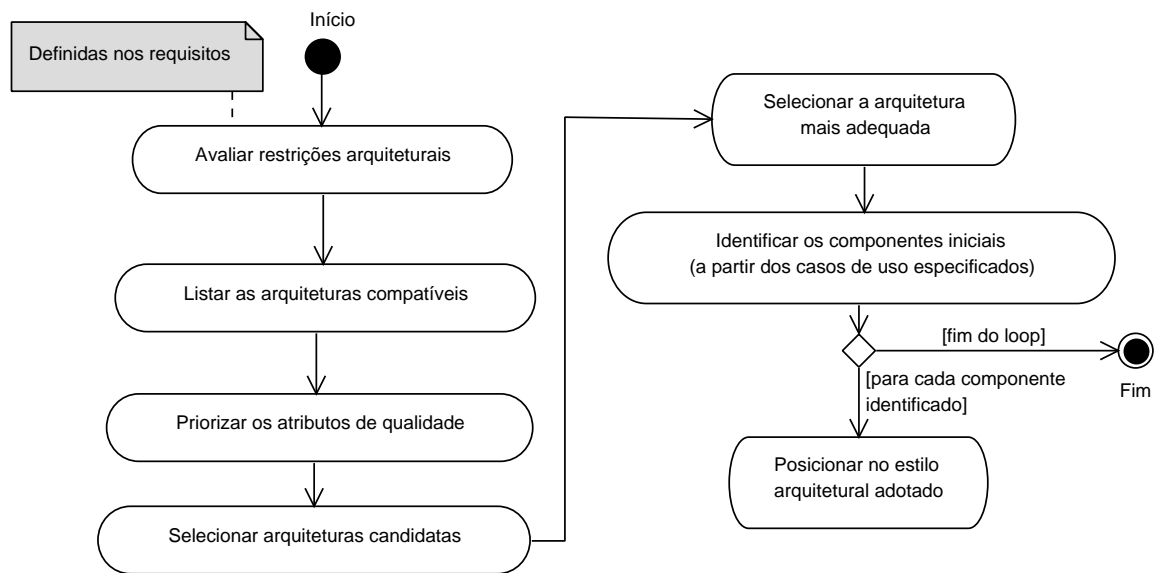 Início
Definidas nos requisitos
Avaliar restrições arquiteturais
Listar as arquiteturas compatíveis
Priorizar os atributos de qualidade
Selecionar arquiteturas candidatas
Selecionar a arquitetura
mais adequada
Identificar os componentes iniciais
(a partir dos casos de uso especificados)
[fim do loop]
Fim
[para cada componente
identificado]
Posicionar no estilo
arquitetural adotado